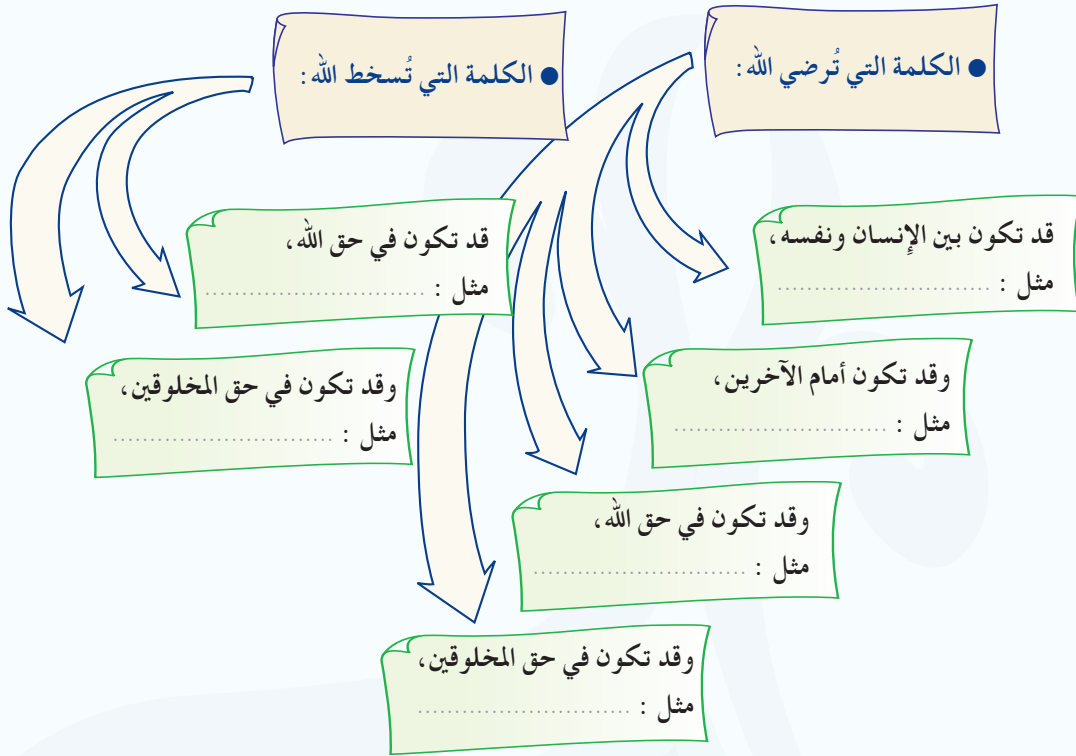 ● الكلمة التي تُرضي الله:
قد تكون بين الإِنسان ونفسه،
مثل : ............................
وقد تكون أمام الآخرين،
مثل : ............................
وقد تكون في حق الله،
مثل : ............................
وقد تكون في حق المخلوقين،
مثل : ............................
● الكلمة التي تُسخط الله:
قد تكون في حق الله،
مثل : ............................
وقد تكون في حق المخلوقين،
مثل : ............................